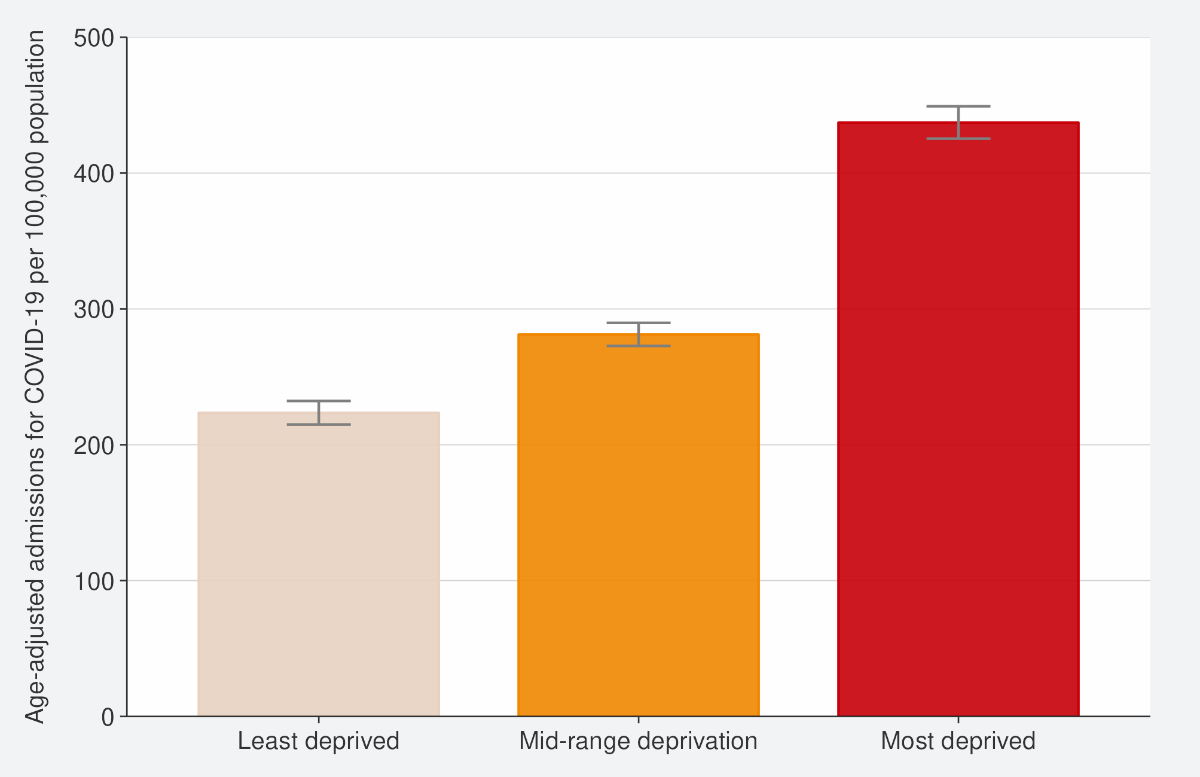 Age-adjusted admissions for COVID-19 per 100,000 population
500
400
300
200
100
0
Least deprived
Mid-range deprivation
Most deprived